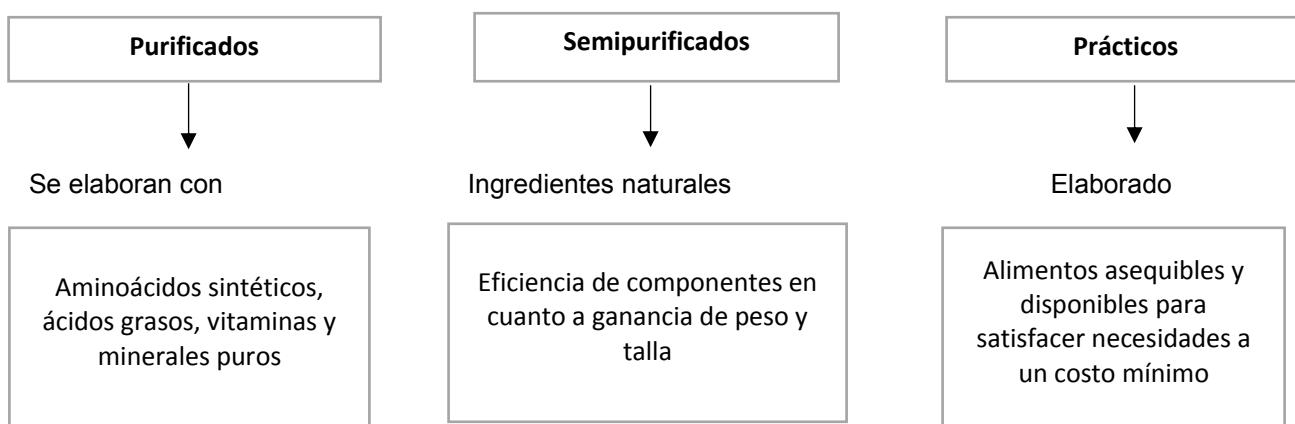 Purificados
Semipurificados
Prácticos
Se elaboran con
Ingredientes naturales
Elaborado
Aminoácidos sintéticos,
ácidos grasos, vitaminas y
minerales puros
Eficiencia de componentes en
cuanto a ganancia de peso y
talla
Alimentos asequibles y
disponibles para
satisfacer necesidades a
un costo mínimo